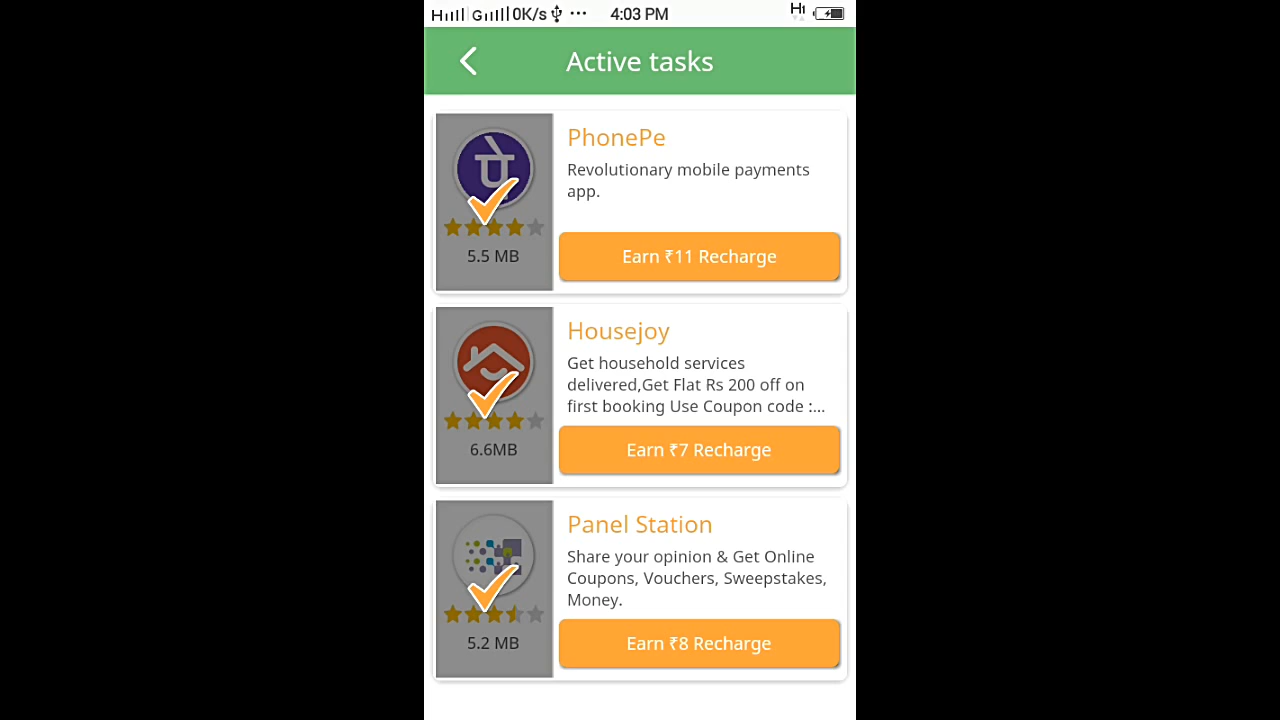 H G 0K/s ... 4:03 PM H
Active tasks
पे
PhonePe
Revolutionary mobile payments
app.
5.5 MB
Earn ₹11 Recharge
Housejoy
Get household services
delivered,Get Flat Rs 200 off on
first booking Use Coupon code :...
6.6MB
Earn ₹7 Recharge
Panel Station
Share your opinion & Get Online
Coupons, Vouchers, Sweepstakes,
Money.
5.2 MB
Earn ₹8 Recharge